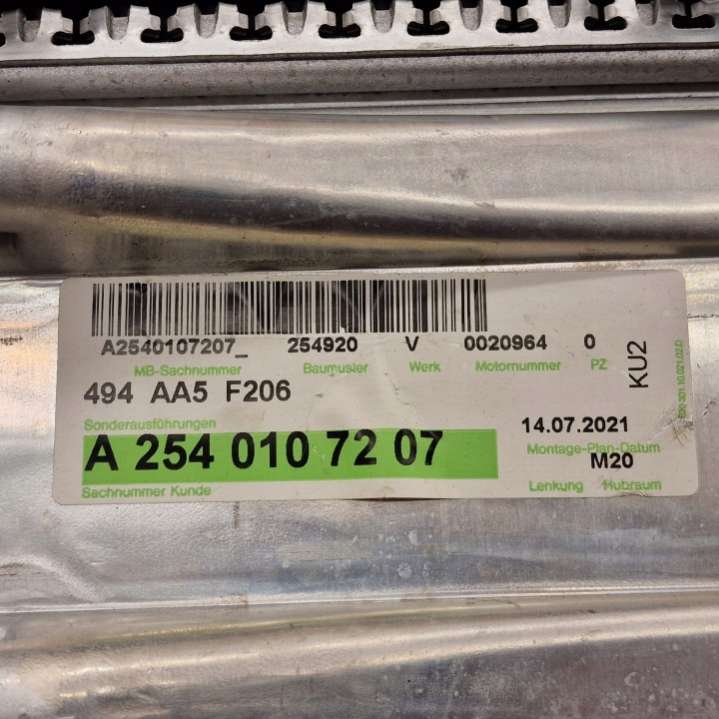 A2540107207_ 254920 V 0020964 0
MB-Sachnummer Baumuster Werk Motornummer PZ
494 AA5 F206
KU2
Sonderausführungen
14.07.2021
A 254 010 72 07
Montage-Plan-Datum
M20
Sachnummer Kunde
Lenkung Hubraum